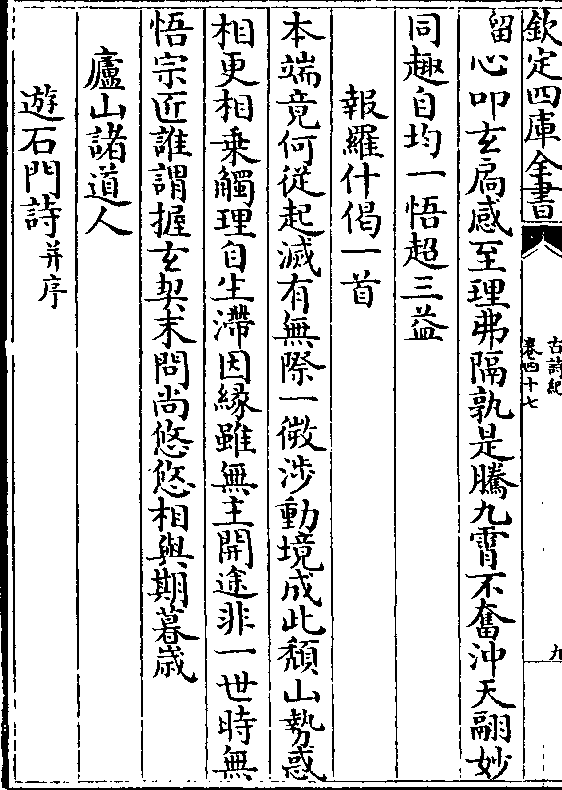 欽定四庫全書
古詩紀
卷四十七
九
留心叩玄扃感至理弗隔孰是騰九霄不奮沖天翮妙
同趣自均一悟超三益
報羅什偈一首
本端竟何從起滅有無際一微涉動境成此頹山勢惑
相更相乗觸理自生滯因緣雖無主開途非一世時無
悟宗匠誰謂握玄契末問尚悠悠相與期暮歳
廬山諸道人
遊石門詩并序